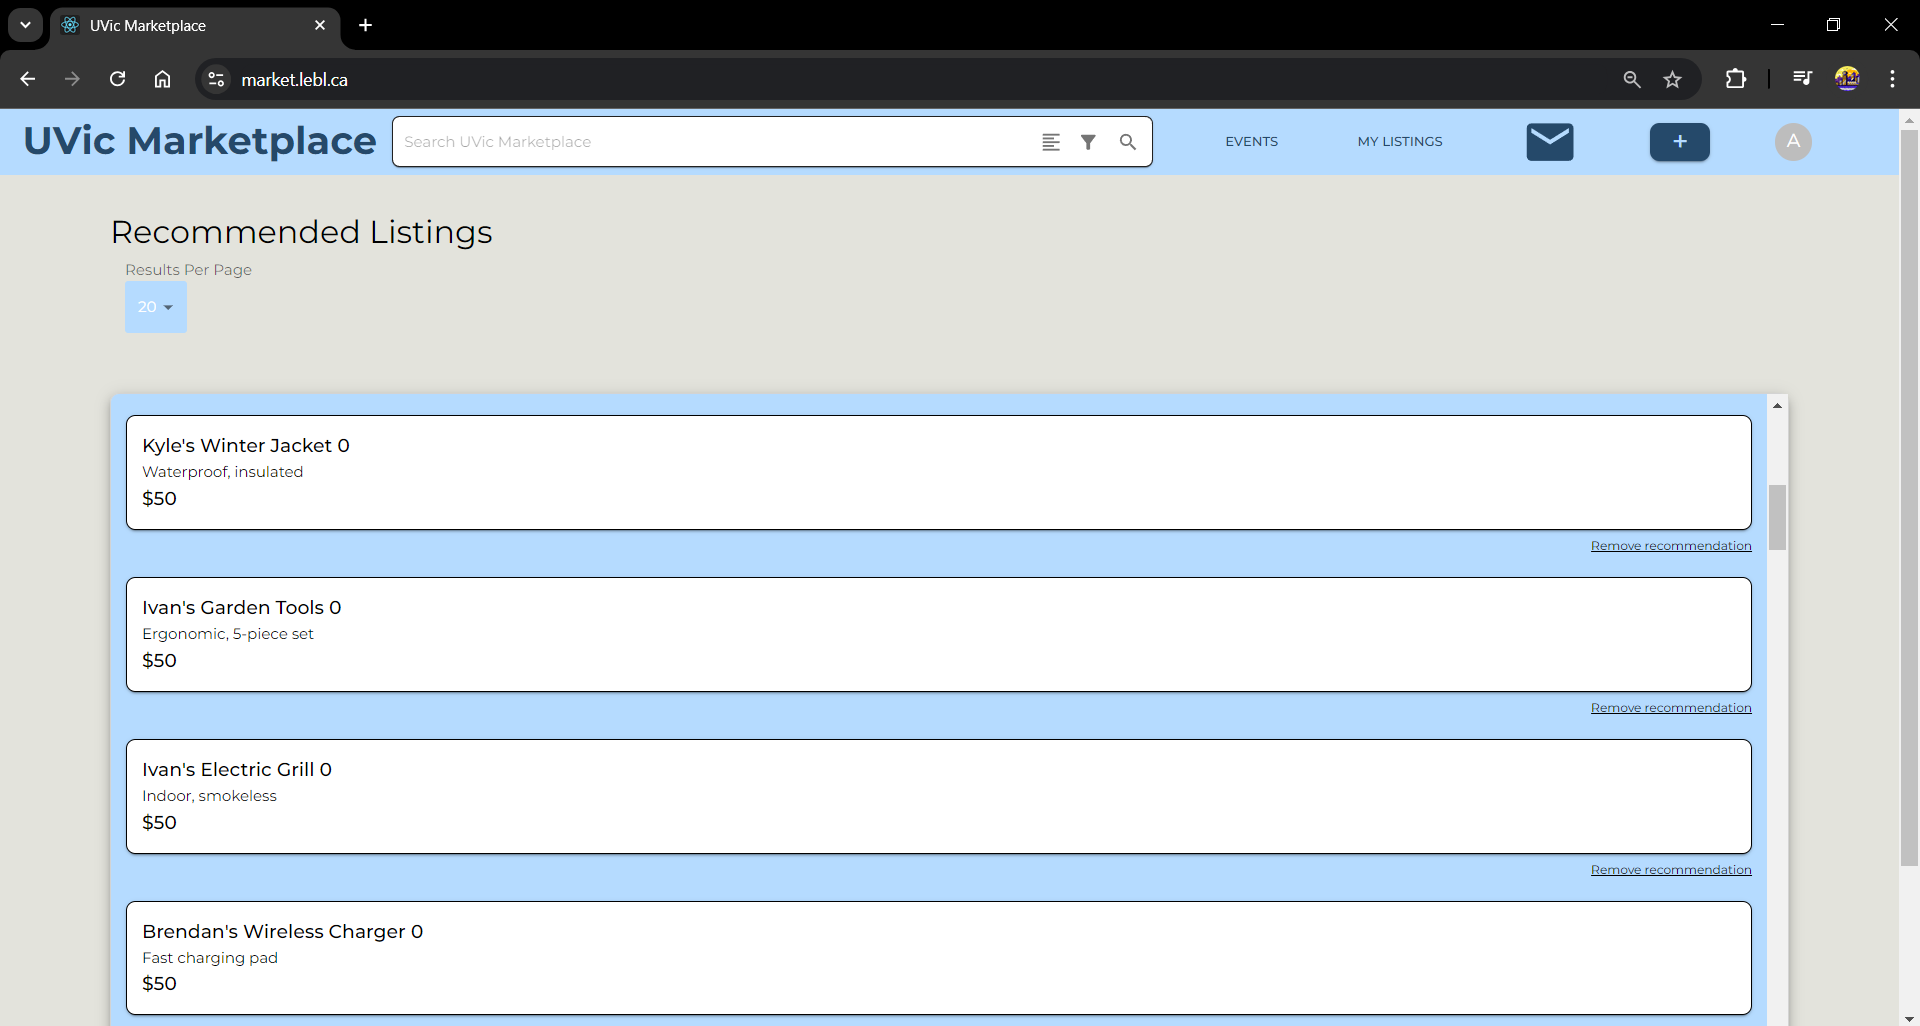 UVic Marketplace
market.lebl.ca
UVic Marketplace
Search UVic Marketplace
EVENTS
MY LISTINGS
+
A
Recommended Listings
Results Per Page
20
Kyle's Winter Jacket 0
Waterproof, insulated
$50
Remove recommendation
Ivan's Garden Tools 0
Ergonomic, 5-piece set
$50
Remove recommendation
Ivan's Electric Grill 0
Indoor, smokeless
$50
Remove recommendation
Brendan's Wireless Charger 0
Fast charging pad
$50